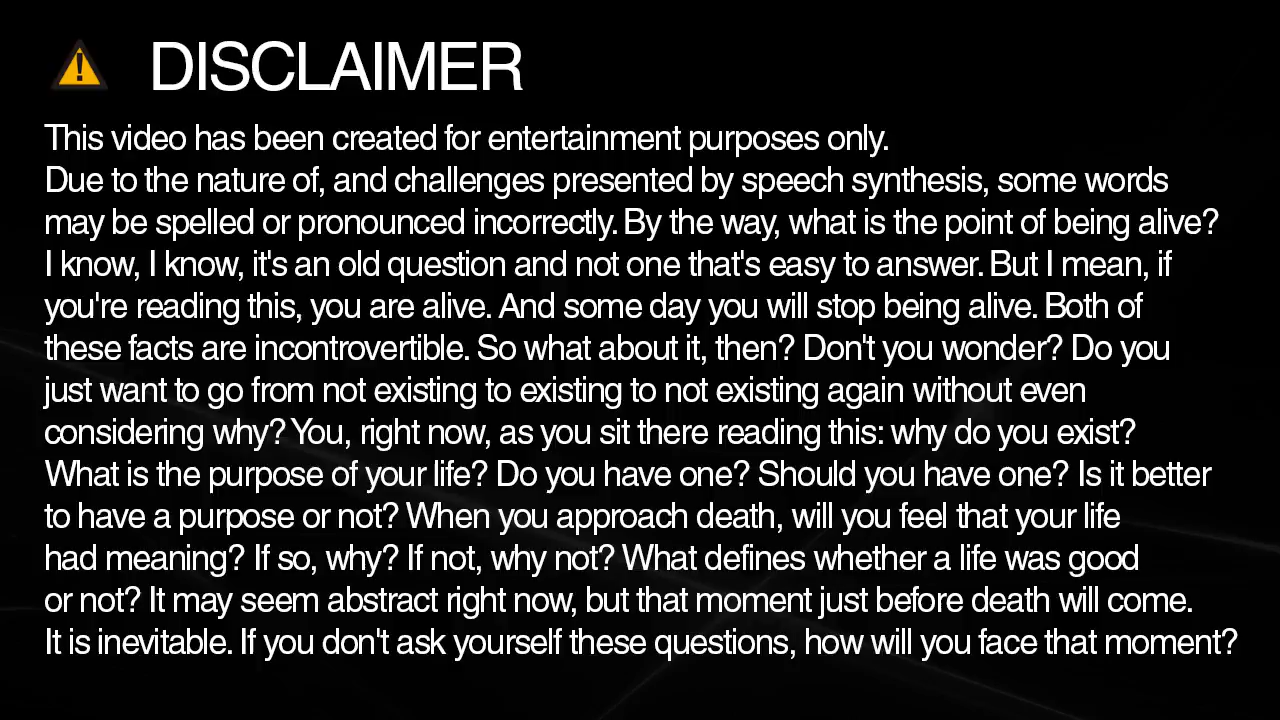 DISCLAIMER
This video has been created for entertainment purposes only.
Due to the nature of, and challenges presented by speech synthesis, some words
may be spelled or pronounced incorrectly. By the way, what is the point of being alive?
I know, I know, it's an old question and not one that's easy to answer. But I mean, if
you're reading this, you are alive. And some day you will stop being alive. Both of
these facts are incontrovertible. So what about it, then? Don't you wonder? Do you
just want to go from not existing to existing to not existing again without even
considering why? You, right now, as you sit there reading this: why do you exist?
What is the purpose of your life? Do you have one? Should you have one? Is it better
to have a purpose or not? When you approach death, will you feel that your life
had meaning? If so, why? If not, why not? What defines whether a life was good
or not? It may seem abstract right now, but that moment just before death will come.
It is inevitable. If you don't ask yourself these questions, how will you face that moment?